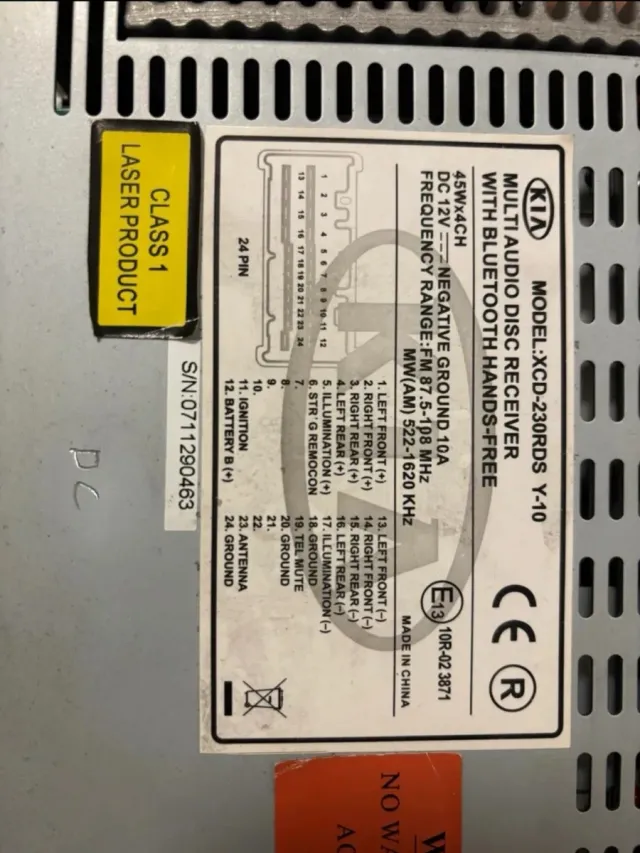 KIA MODEL:XCD-230RDS Y-10
MULTI AUDIO DISC RECEIVER
WITH BLUETOOTH HANDS-FREE
CE R
45Wx4CH
DC 12V NEGATIVE GROUND 10A
FREQUENCY RANGE:FM 87.5-108 MHz
MW(AM) 522-1620 KHz
E13 10R-02 3871
MADE IN CHINA
KIA
1 2 3 4 5 6 7 8 9 10 11 12
13 14 15 16 17 18 19 20 21 22 23 24
24 PIN
1. LEFT FRONT (+) 13. LEFT FRONT (-)
2. RIGHT FRONT (+) 14. RIGHT FRONT (-)
3. RIGHT REAR (+) 15. RIGHT REAR (-)
4. LEFT REAR (+) 16. LEFT REAR (-)
5. ILLUMINATION (+) 17. ILLUMINATION (-)
6. STR'G REMOCON 18. GROUND
7. 19. TEL MUTE
8. 20. GROUND
9. 21.
10. 22.
11. IGNITION 23. ANTENNA
12. BATTERY B (+) 24. GROUND
CLASS 1
LASER PRODUCT
S/N:0711290463
NO WA
AC